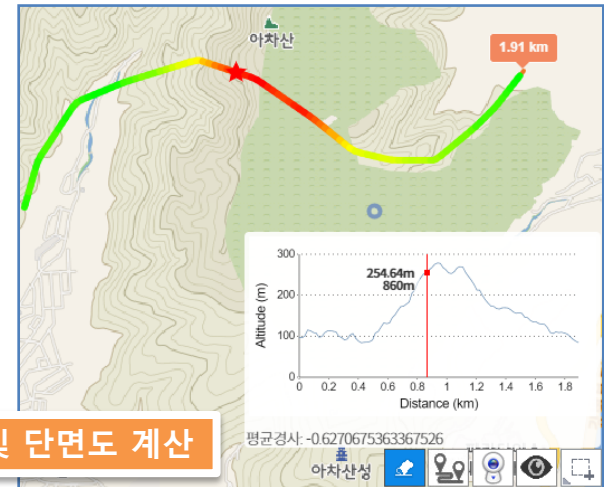 아차산
1.91 km
300
254.64m
860m
200
100
0
Altitude (m)
0 0.2 0.4 0.6 0.8 1 1.2 1.4 1.6 1.8
Distance (km)
및 단면도 계산
평균경사: -0.6270675363367526
아차산성